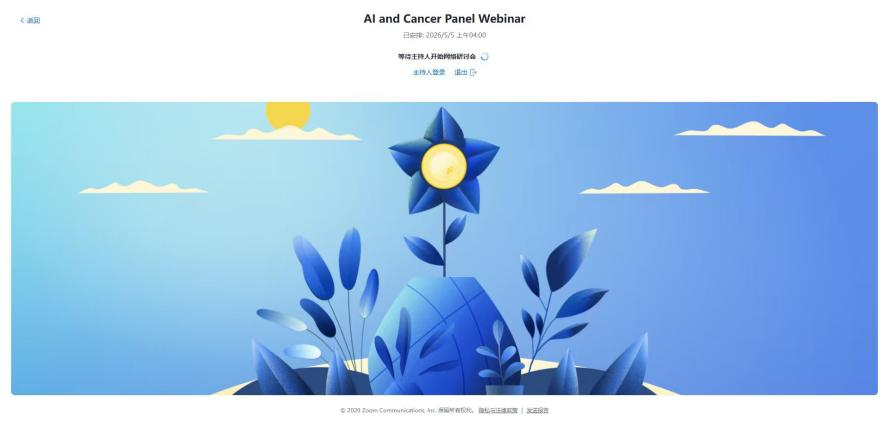 返回
AI and Cancer Panel Webinar
已安排: 2026/5/5 上午04:00
等待主持人开始网络研讨会
主持人登录 退出
© 2026 Zoom Communications, Inc. 保留所有权利。 隐私与法律政策 | 发送报告